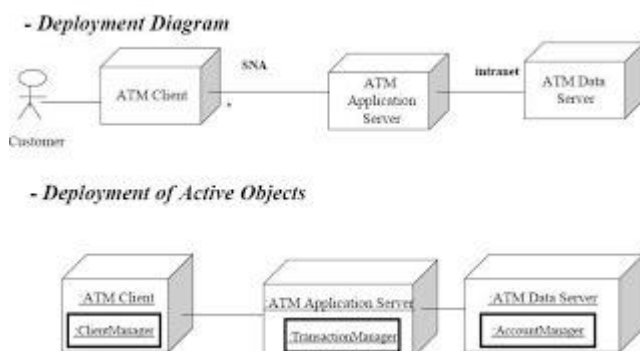 - Deployment Diagram
SNA
ATM Client
*
ATM
Application
Server
intranet
ATM Data
Server
Customer
- Deployment of Active Objects
:ATM Client
:ClientManager
:ATM Application Server
:TransactionManager
:ATM Data Server
:AccountManager